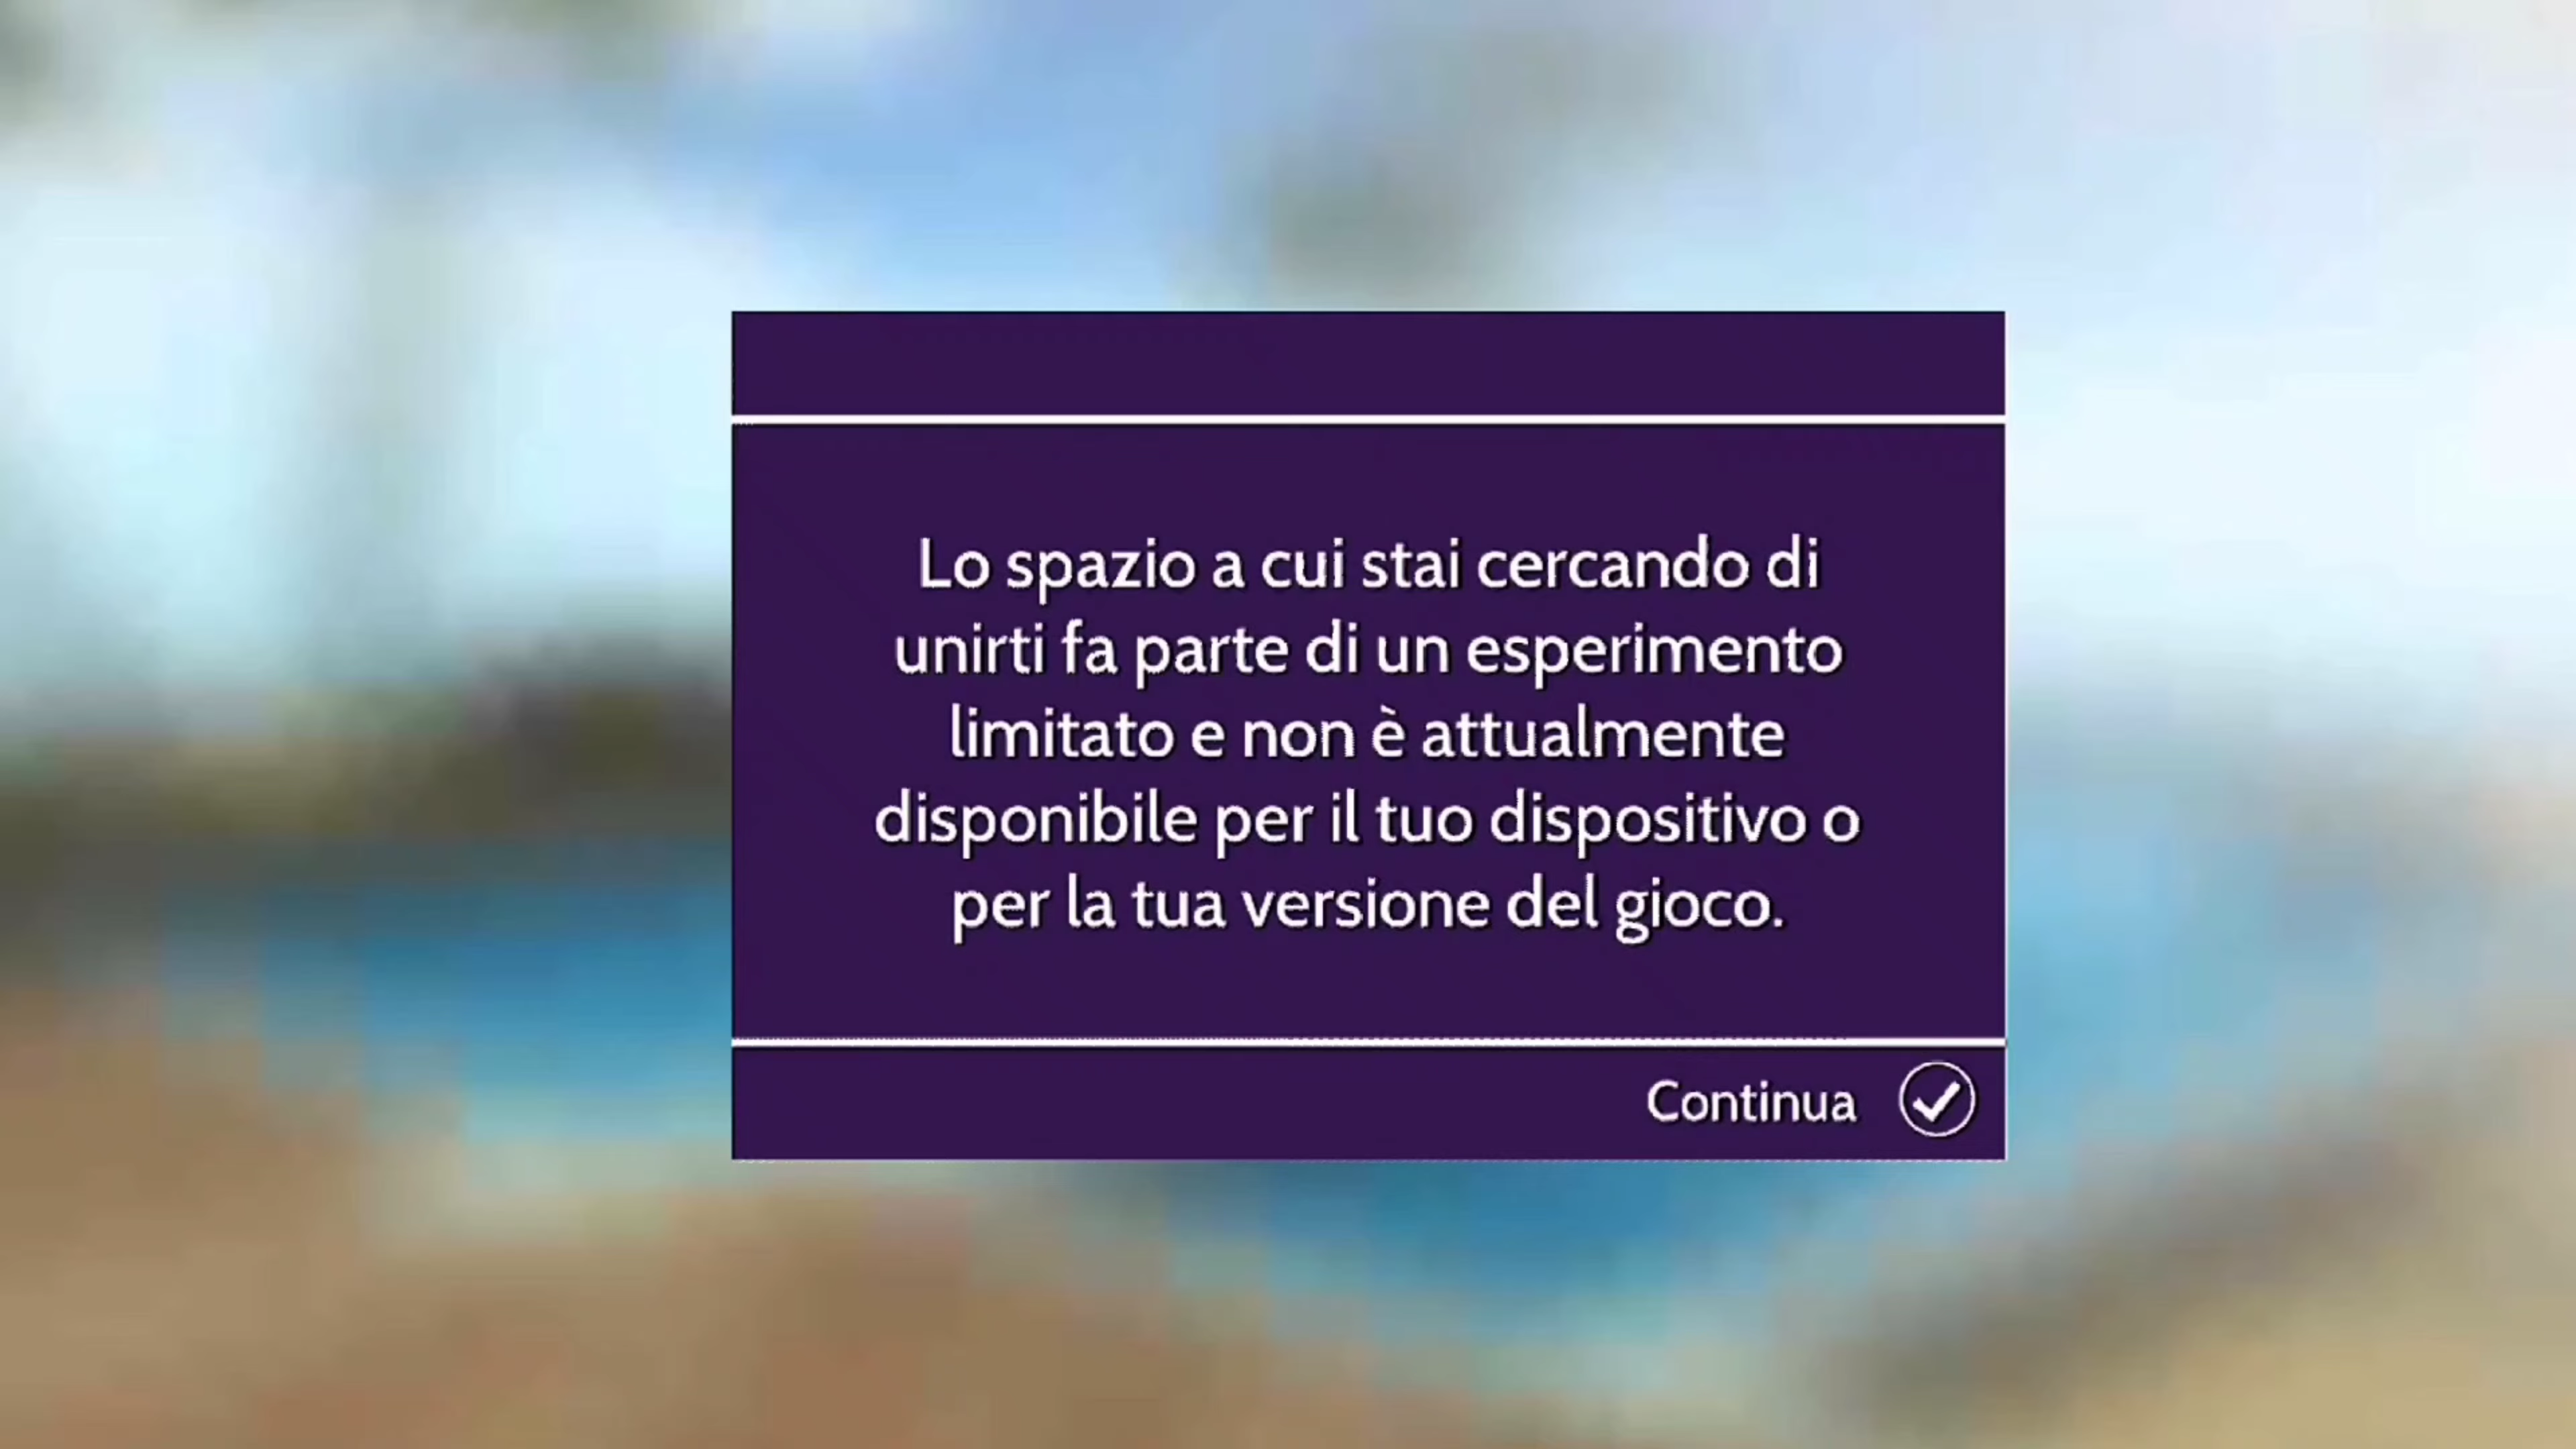 Lo spazio a cui stai cercando di
unirti fa parte di un esperimento
limitato e non è attualmente
disponibile per il tuo dispositivo o
per la tua versione del gioco.
Continua